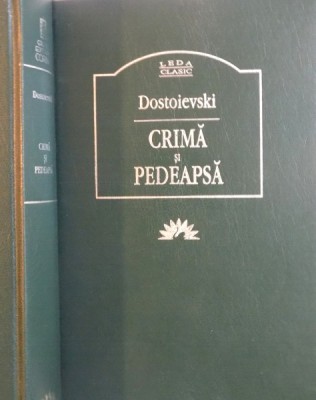 Dostoievski
CRIMĂ
ȘI
PEDEAPSĂ
LEDA
CLASIC
Dostoievski
CRIMĂ
și
PEDEAPSĂ